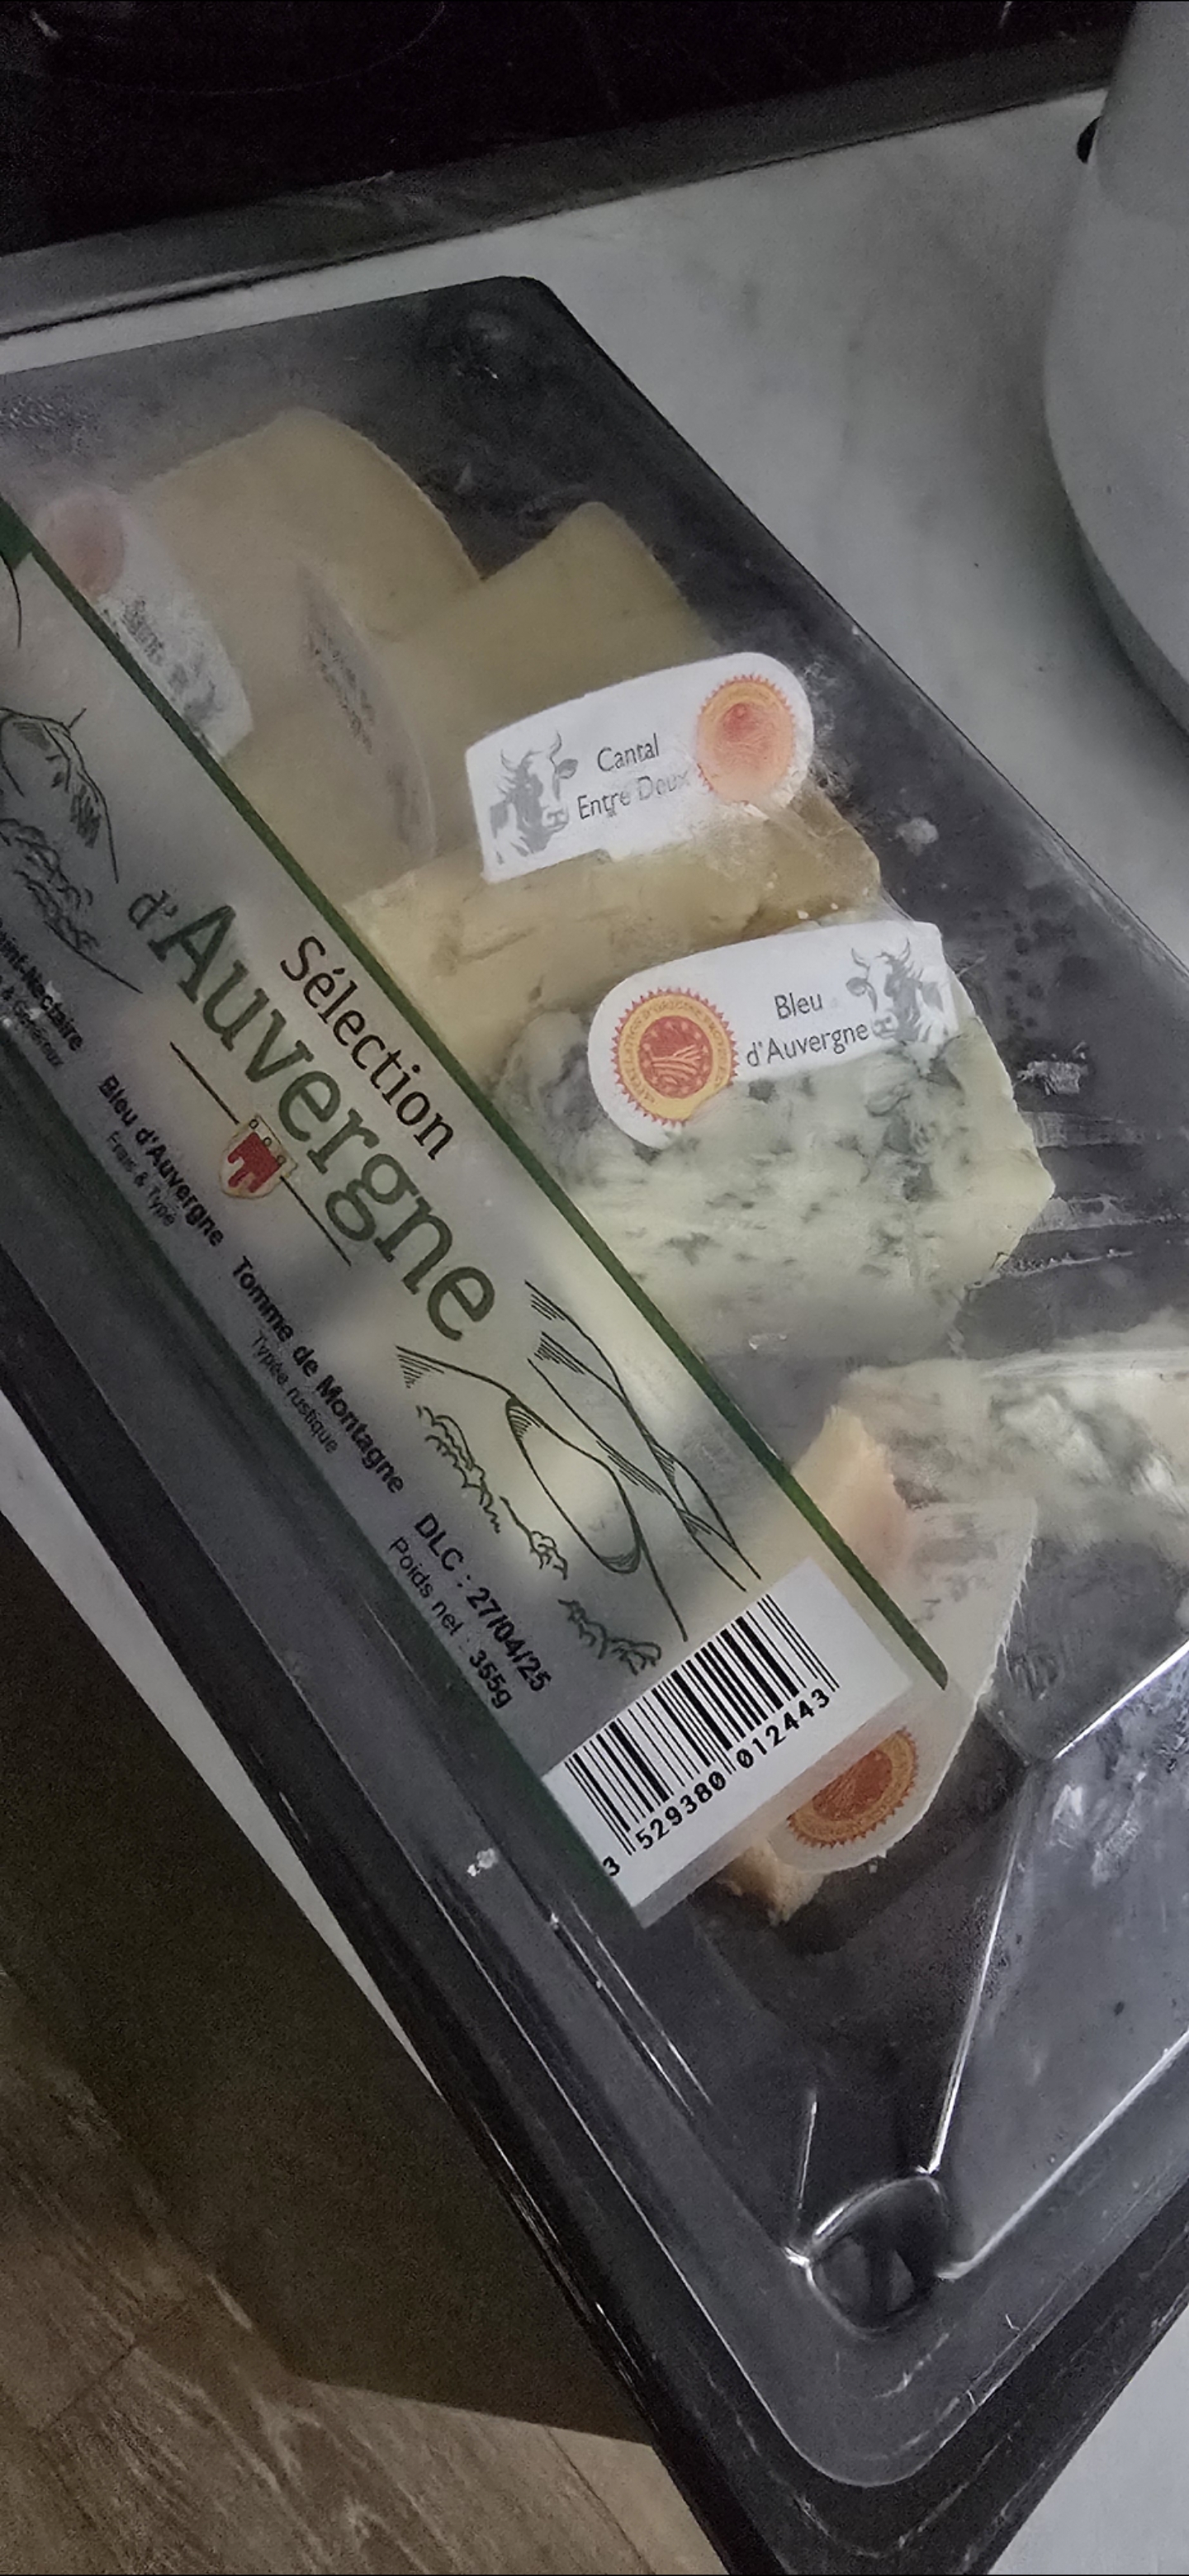 Cantal
Entre Deux
Bleu
d'Auvergne
Sélection
d'Auvergne
Bleu d'Auvergne
Frais & Typé
Tomme de Montagne
Typée, rustique
DLC : 27/04/25
Poids net : 355g
3 529380 012443